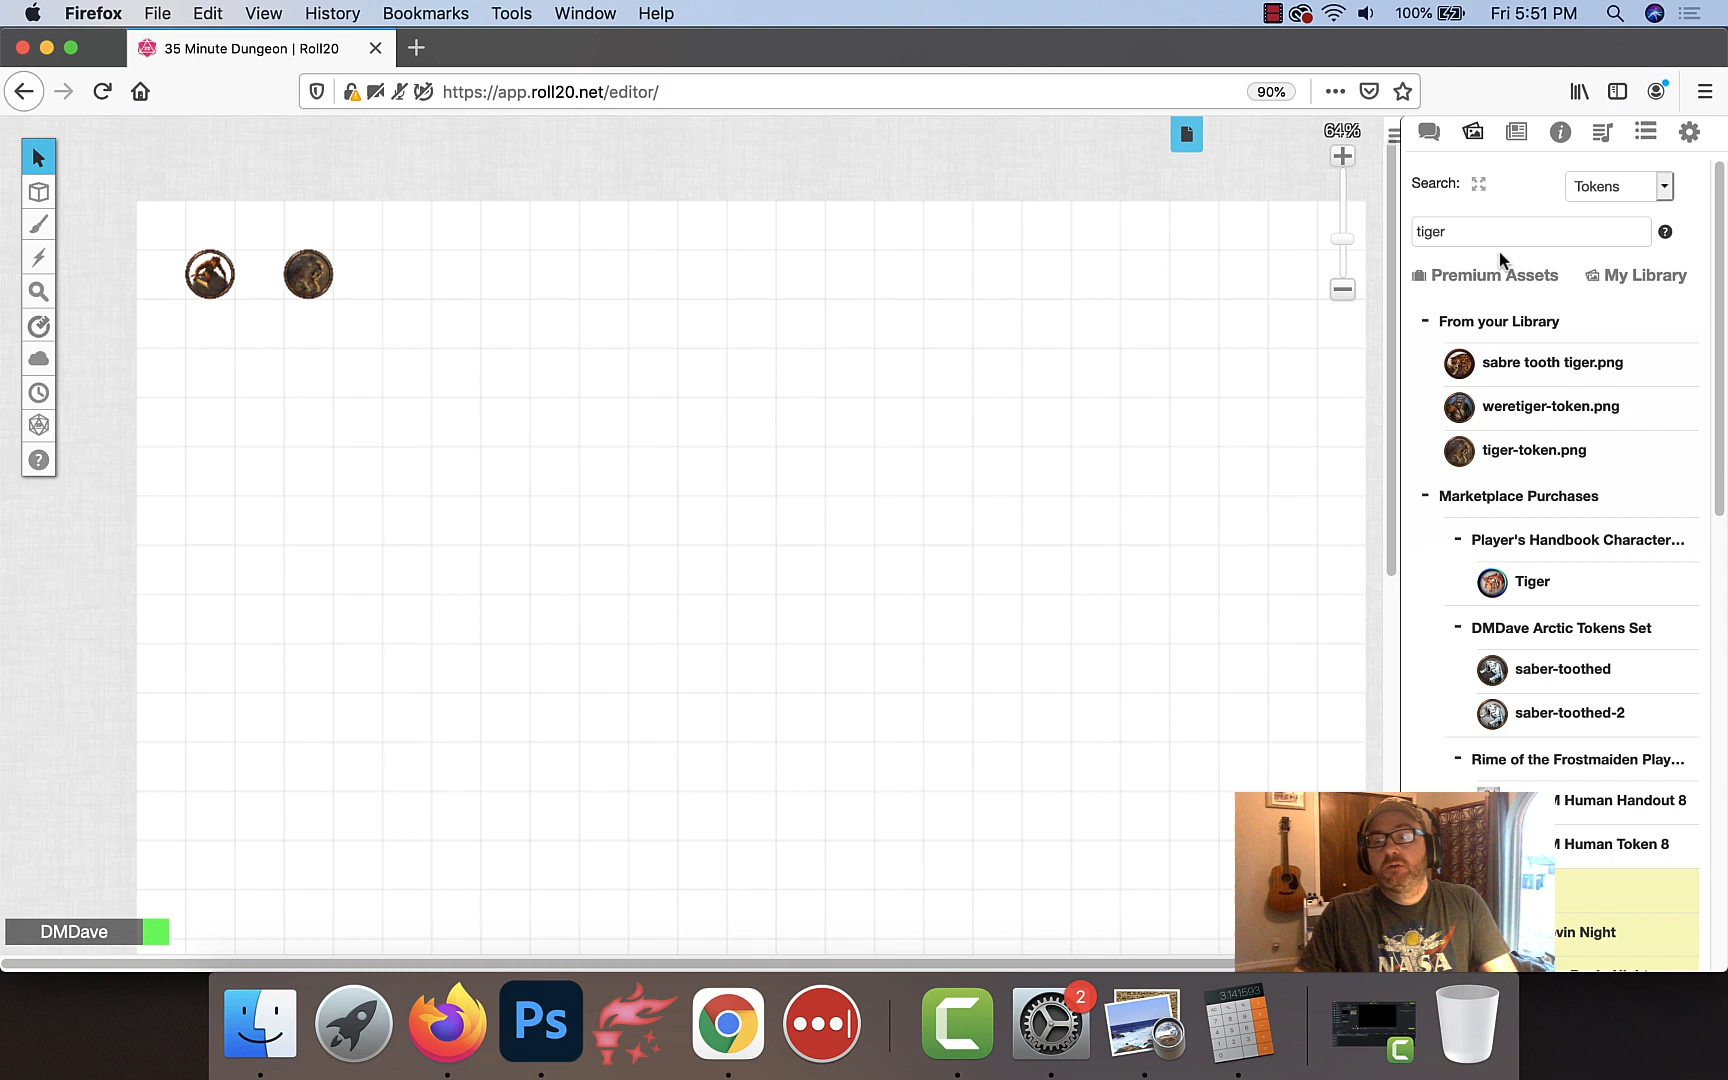 Firefox File Edit View History Bookmarks Tools Window Help 100% Fri 5:51 PM
35 Minute Dungeon | Roll20
https://app.roll20.net/editor/ 90%
64%
Search: Tokens
tiger
Premium Assets My Library
- From your Library
sabre tooth tiger.png
weretiger-token.png
tiger-token.png
- Marketplace Purchases
- Player's Handbook Character...
Tiger
- DMDave Arctic Tokens Set
saber-toothed
saber-toothed-2
- Rime of the Frostmaiden Play...
Human Handout 8
Human Token 8
Night
DMDave
NASA
Ps
2
3.141593